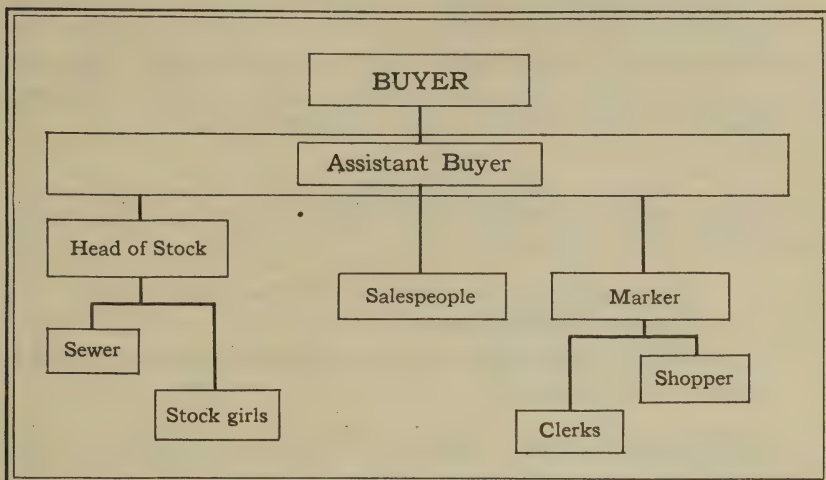 BUYER
Assistant Buyer
Head of Stock
Salespeople
Marker
Sewer
Shopper
Stock girls
Clerks